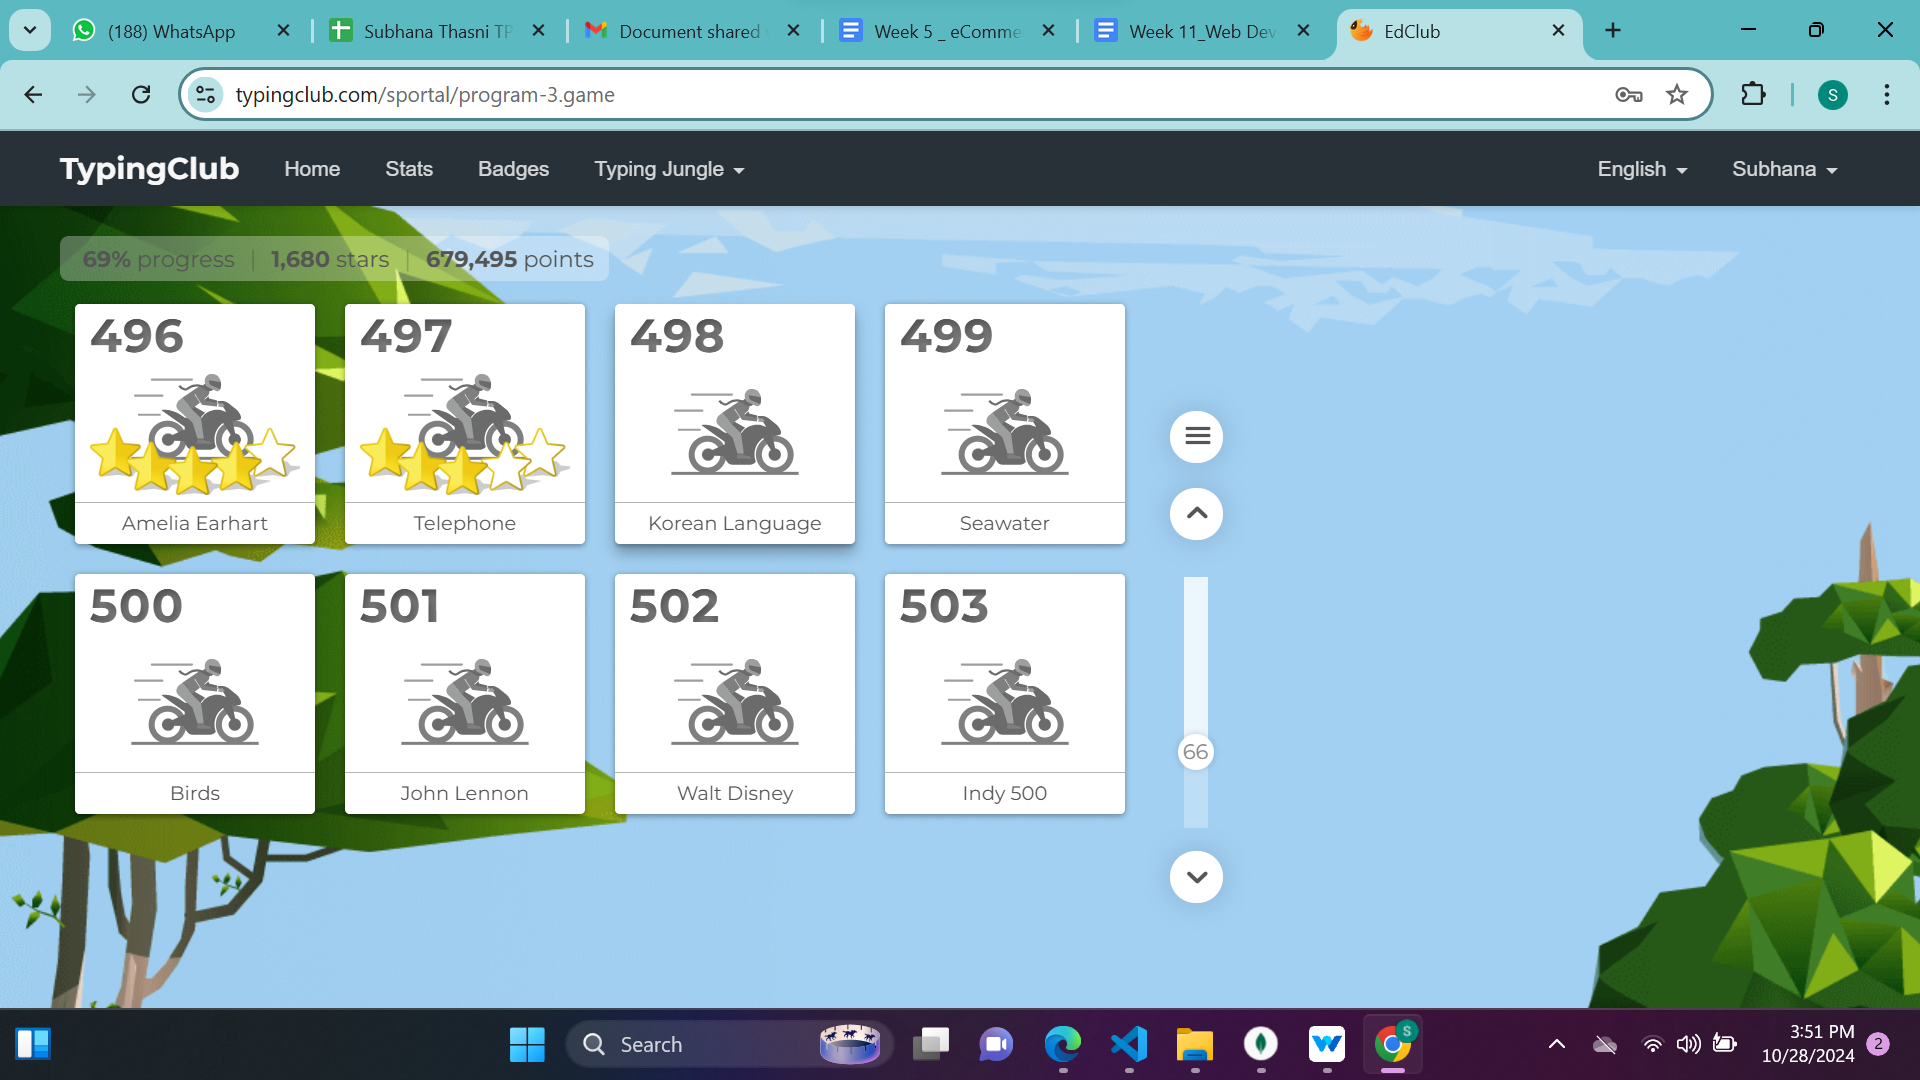 (188) WhatsApp
Subhana Thasni TP
Document shared
Week 5 _ eComme
Week 11_Web Dev
EdClub
typingclub.com/sportal/program-3.game
S
TypingClub
Home
Stats
Badges
Typing Jungle
English
Subhana
69% progress | 1,680 stars | 679,495 points
496
497
498
499
Amelia Earhart
Telephone
Korean Language
Seawater
500
501
502
503
66
Birds
John Lennon
Walt Disney
Indy 500
Search
S
3:51 PM
10/28/2024
2